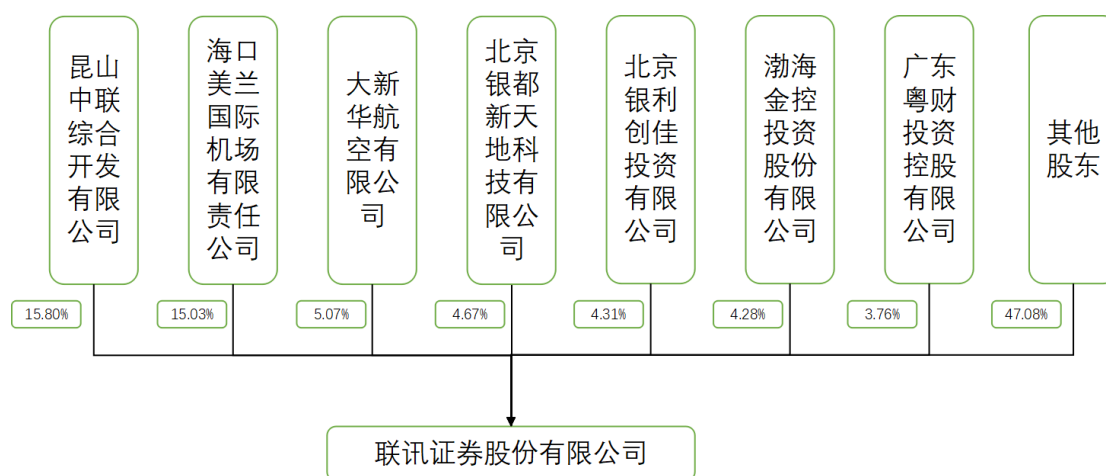 昆山
中联
综合
开发
有限
公司
海口
美兰
国际
机场
有限
责任
公司
大新
华航
空有
限公
司
北京
银都
新天
地科
技有
限公
司
北京
银利
创佳
投资
有限
公司
渤海
金控
投资
股份
有限
公司
广东
粤财
投资
控股
有限
公司
其他
股东
15.80%
15.03%
5.07%
4.67%
4.31%
4.28%
3.76%
47.08%
联讯证券股份有限公司